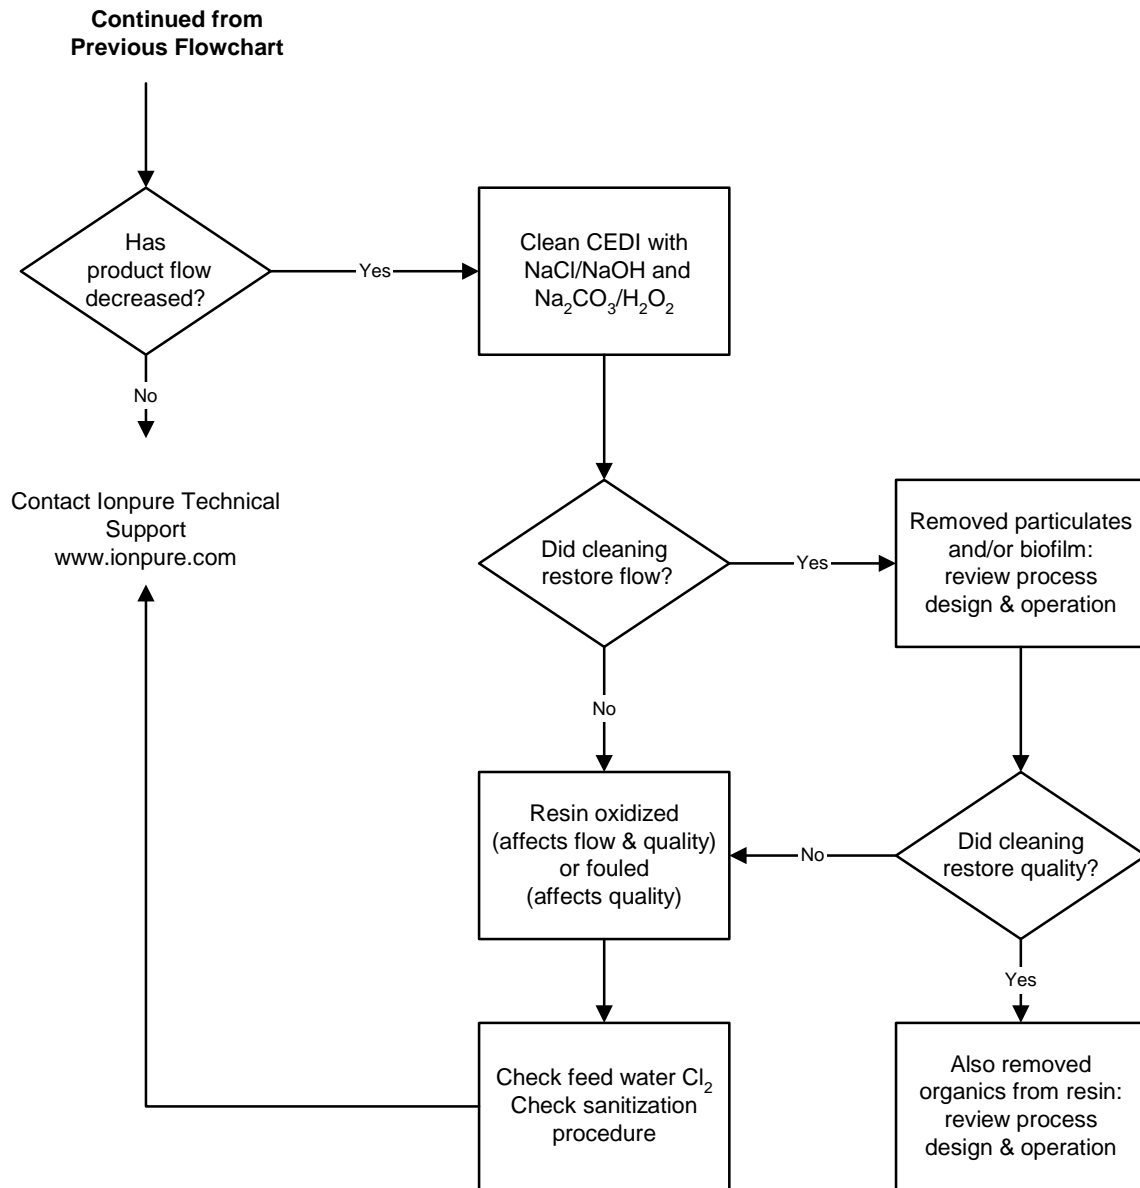 Continued from
Previous Flowchart
Has
product flow
decreased?
Yes
Clean CEDI with
NaCl/NaOH and
Na₂CO₃/H₂O₂
No
Contact Ionpure Technical
Support
www.ionpure.com
Did cleaning
restore flow?
Yes
Removed particulates
and/or biofilm:
review process
design & operation
No
Resin oxidized
(affects flow & quality)
or fouled
(affects quality)
No
Did cleaning
restore quality?
Yes
Check feed water Cl₂
Check sanitization
procedure
Also removed
organics from resin:
review process
design & operation